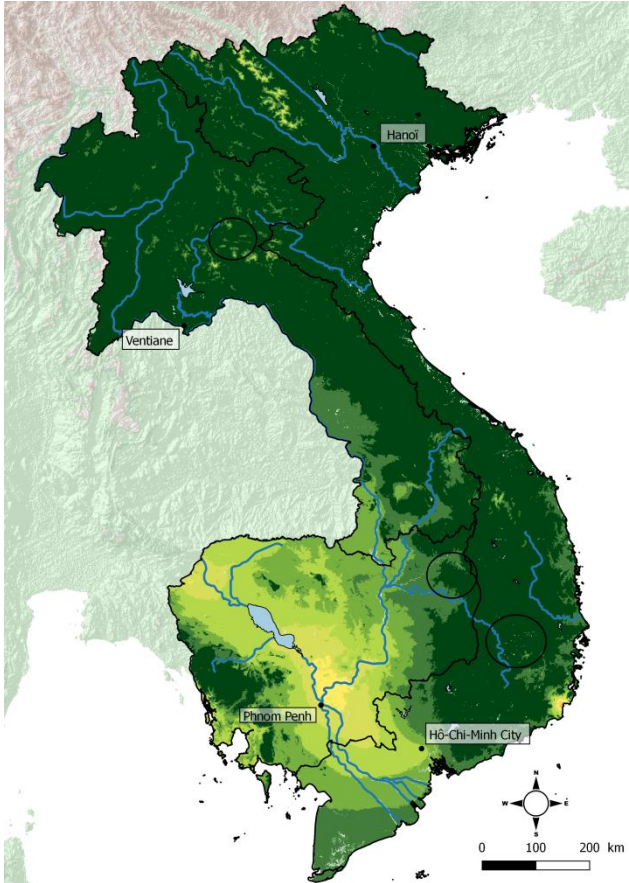 Hanoï
Ventiane
Phnom Penh
Hô-Chi-Minh City
N
W E
S
0 100 200 km